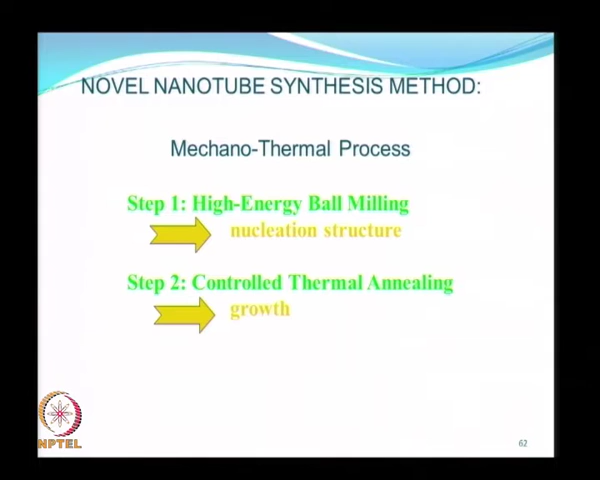 NOVEL NANOTUBE SYNTHESIS METHOD:
Mechano-Thermal Process
Step 1: High-Energy Ball Milling
nucleation structure
Step 2: Controlled Thermal Annealing
growth
NPTEL
62